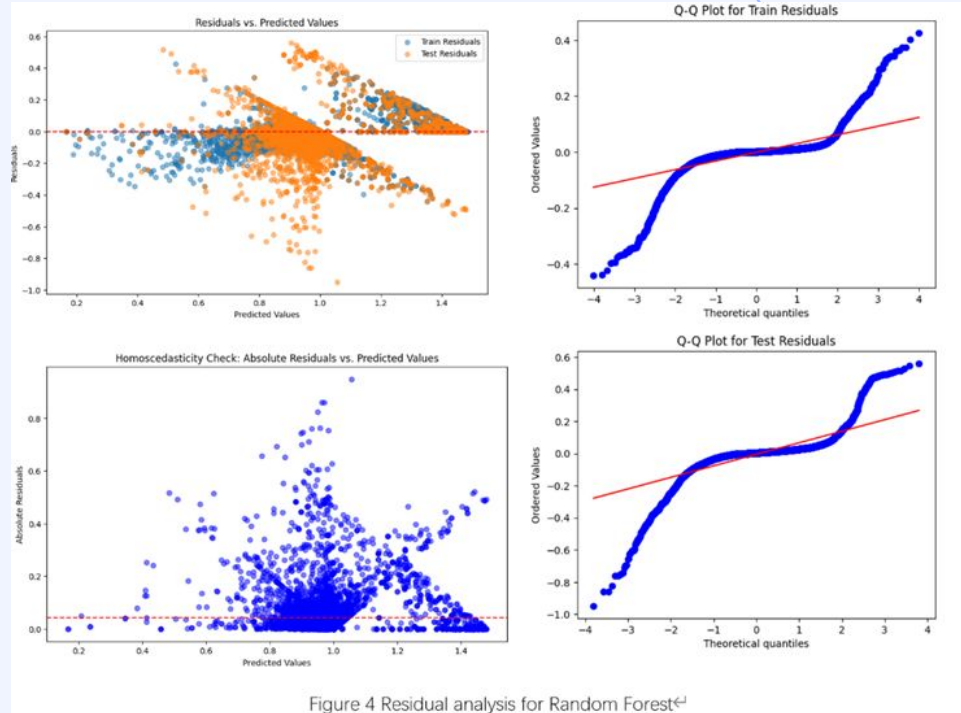 Residuals vs. Predicted Values
Train Residuals
Test Residuals
0.6
0.4
0.2
0.0
−0.2
−0.4
−0.6
−0.8
−1.0
Residuals
0.2 0.4 0.6 0.8 1.0 1.2 1.4
Predicted Values
Q-Q Plot for Train Residuals
0.4
0.2
0.0
−0.2
−0.4
Ordered Values
−4 −3 −2 −1 0 1 2 3 4
Theoretical quantiles
Homoscedasticity Check: Absolute Residuals vs. Predicted Values
0.8
0.6
0.4
0.2
0.0
Absolute Residuals
0.2 0.4 0.6 0.8 1.0 1.2 1.4
Predicted Values
Q-Q Plot for Test Residuals
0.6
0.4
0.2
0.0
−0.2
−0.4
−0.6
−0.8
−1.0
Ordered Values
−4 −3 −2 −1 0 1 2 3 4
Theoretical quantiles
Figure 4 Residual analysis for Random Forest↵